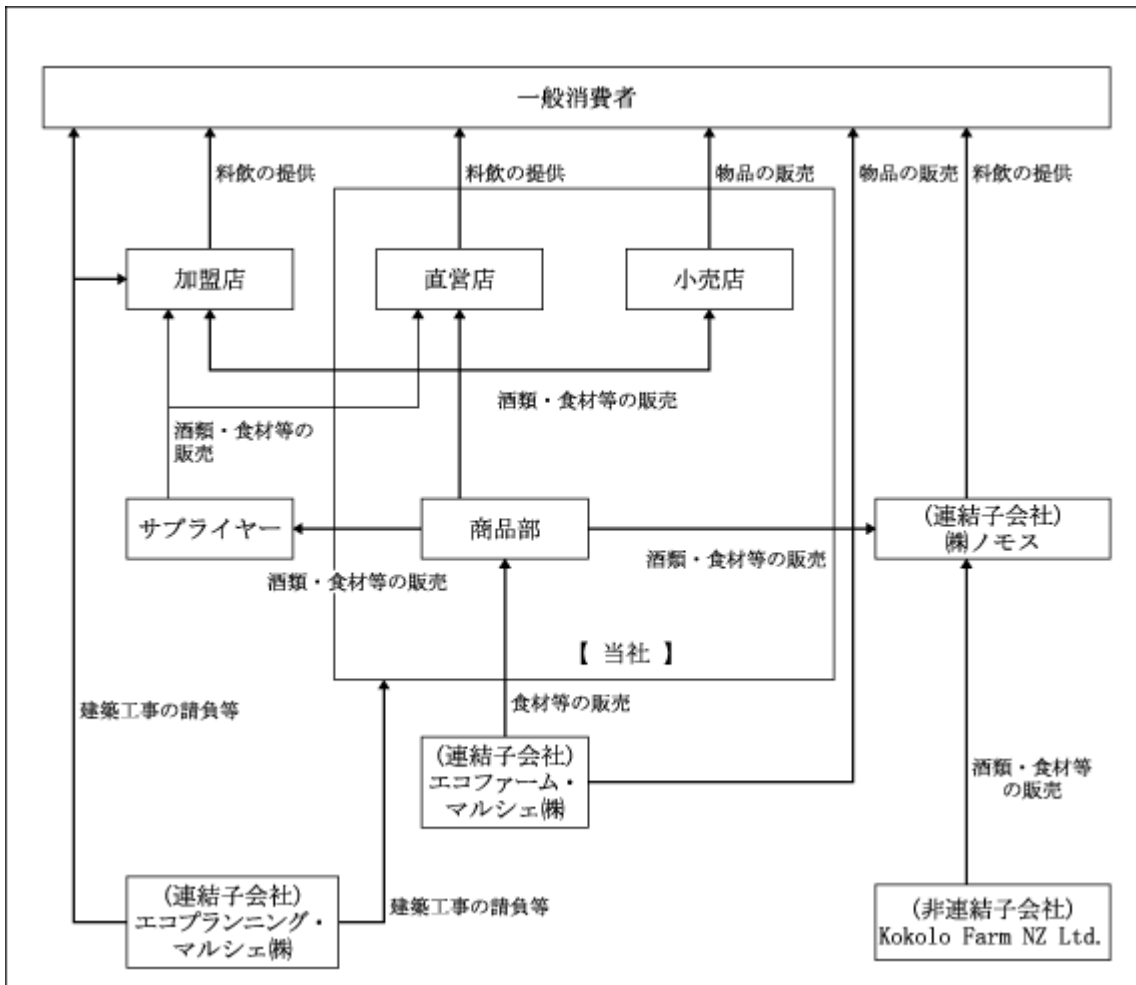 一般消費者
料飲の提供
料飲の提供
物品の販売
物品の販売
料飲の提供
加盟店
直営店
小売店
酒類・食材等の販売
酒類・食材等の
販売
サプライヤー
商品部
(連結子会社)
㈱ノモス
酒類・食材等の販売
酒類・食材等の販売
【 当社 】
建築工事の請負等
食材等の販売
(連結子会社)
エコファーム・
マルシェ㈱
酒類・食材等
の販売
(連結子会社)
エコプランニング・
マルシェ㈱
建築工事の請負等
(非連結子会社)
Kokolo Farm NZ Ltd.